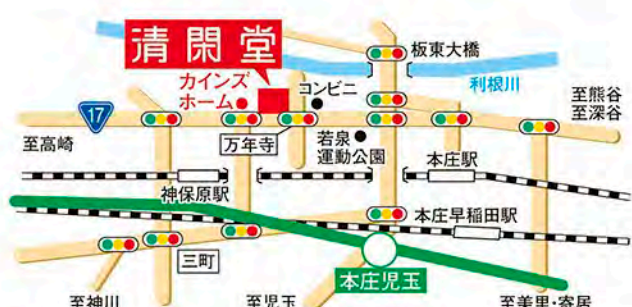 清閑堂
板東大橋
利根川
カインズ
ホーム
コンビニ
至熊谷
至深谷
17
万年寺
若泉
運動公園
至高崎
本庄駅
神保原駅
本庄早稲田駅
三町
本庄児玉
至神川
至児玉
至美里・寄居